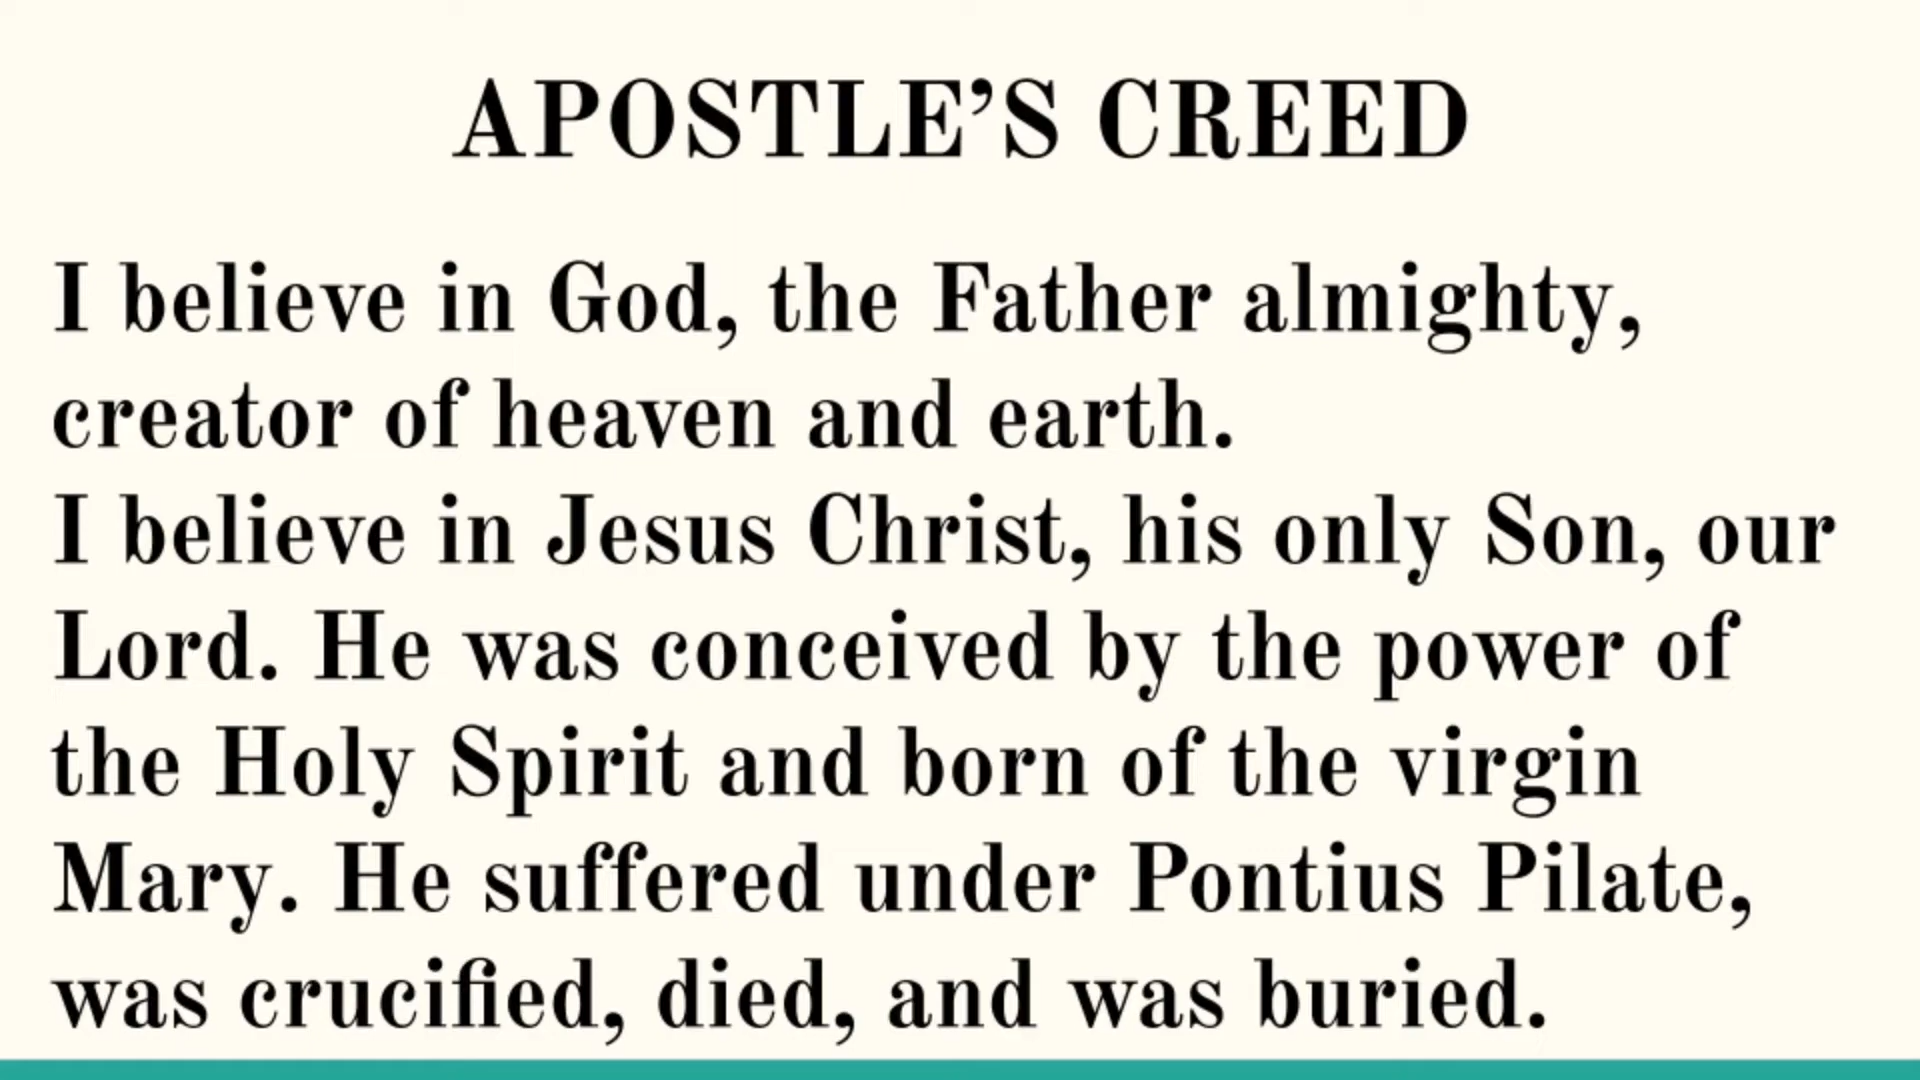 APOSTLE’S CREED
I believe in God, the Father almighty,
creator of heaven and earth.
I believe in Jesus Christ, his only Son, our
Lord. He was conceived by the power of
the Holy Spirit and born of the virgin
Mary. He suffered under Pontius Pilate,
was crucified, died, and was buried.